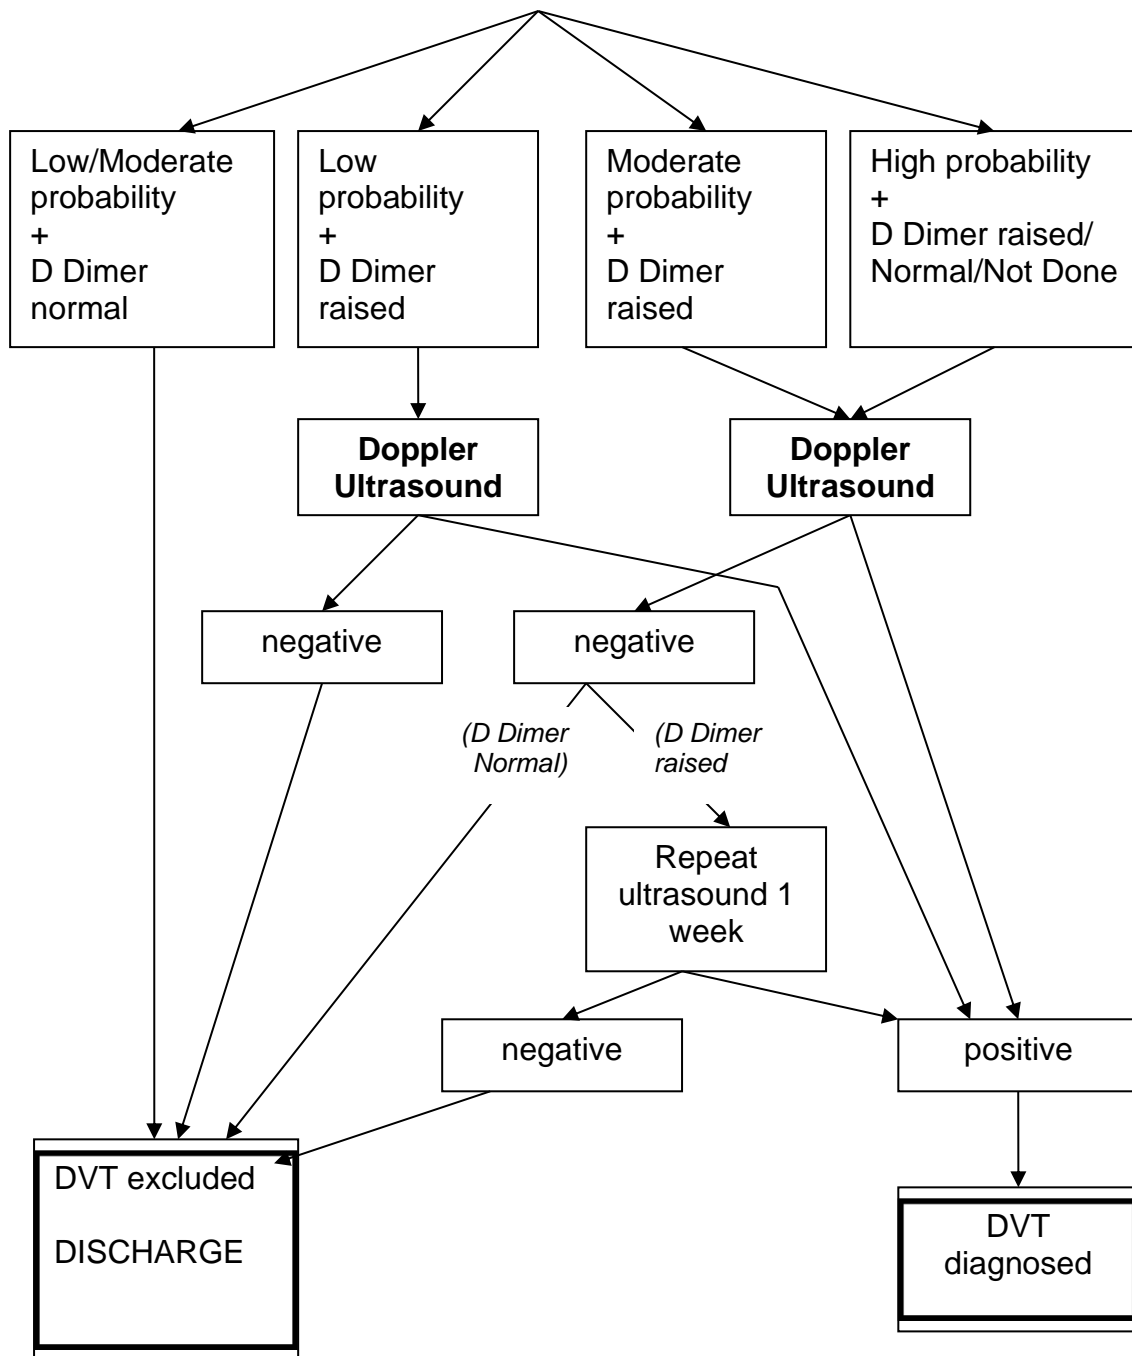 Low/Moderate
probability
+
D Dimer
normal
Low
probability
+
D Dimer
raised
Moderate
probability
+
D Dimer
raised
High probability
+
D Dimer raised/
Normal/Not Done
Doppler
Ultrasound
Doppler
Ultrasound
negative
negative
(D Dimer
Normal)
(D Dimer
raised
Repeat
ultrasound 1
week
negative
positive
DVT excluded
DISCHARGE
DVT
diagnosed